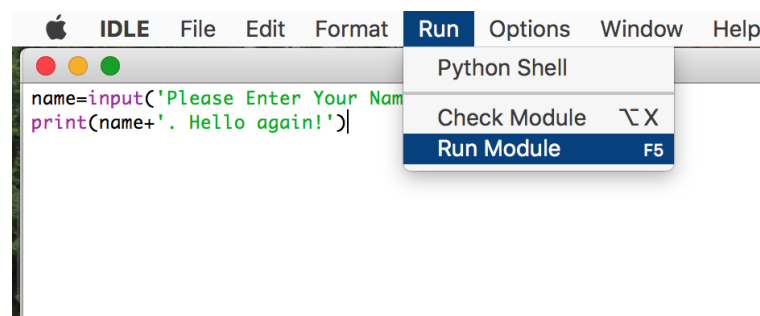 IDLE File Edit Format Run Options Window Help
Python Shell
name=input('Please Enter Your Nam
Check Module ⌥X
print(name+'. Hello again!')
Run Module F5